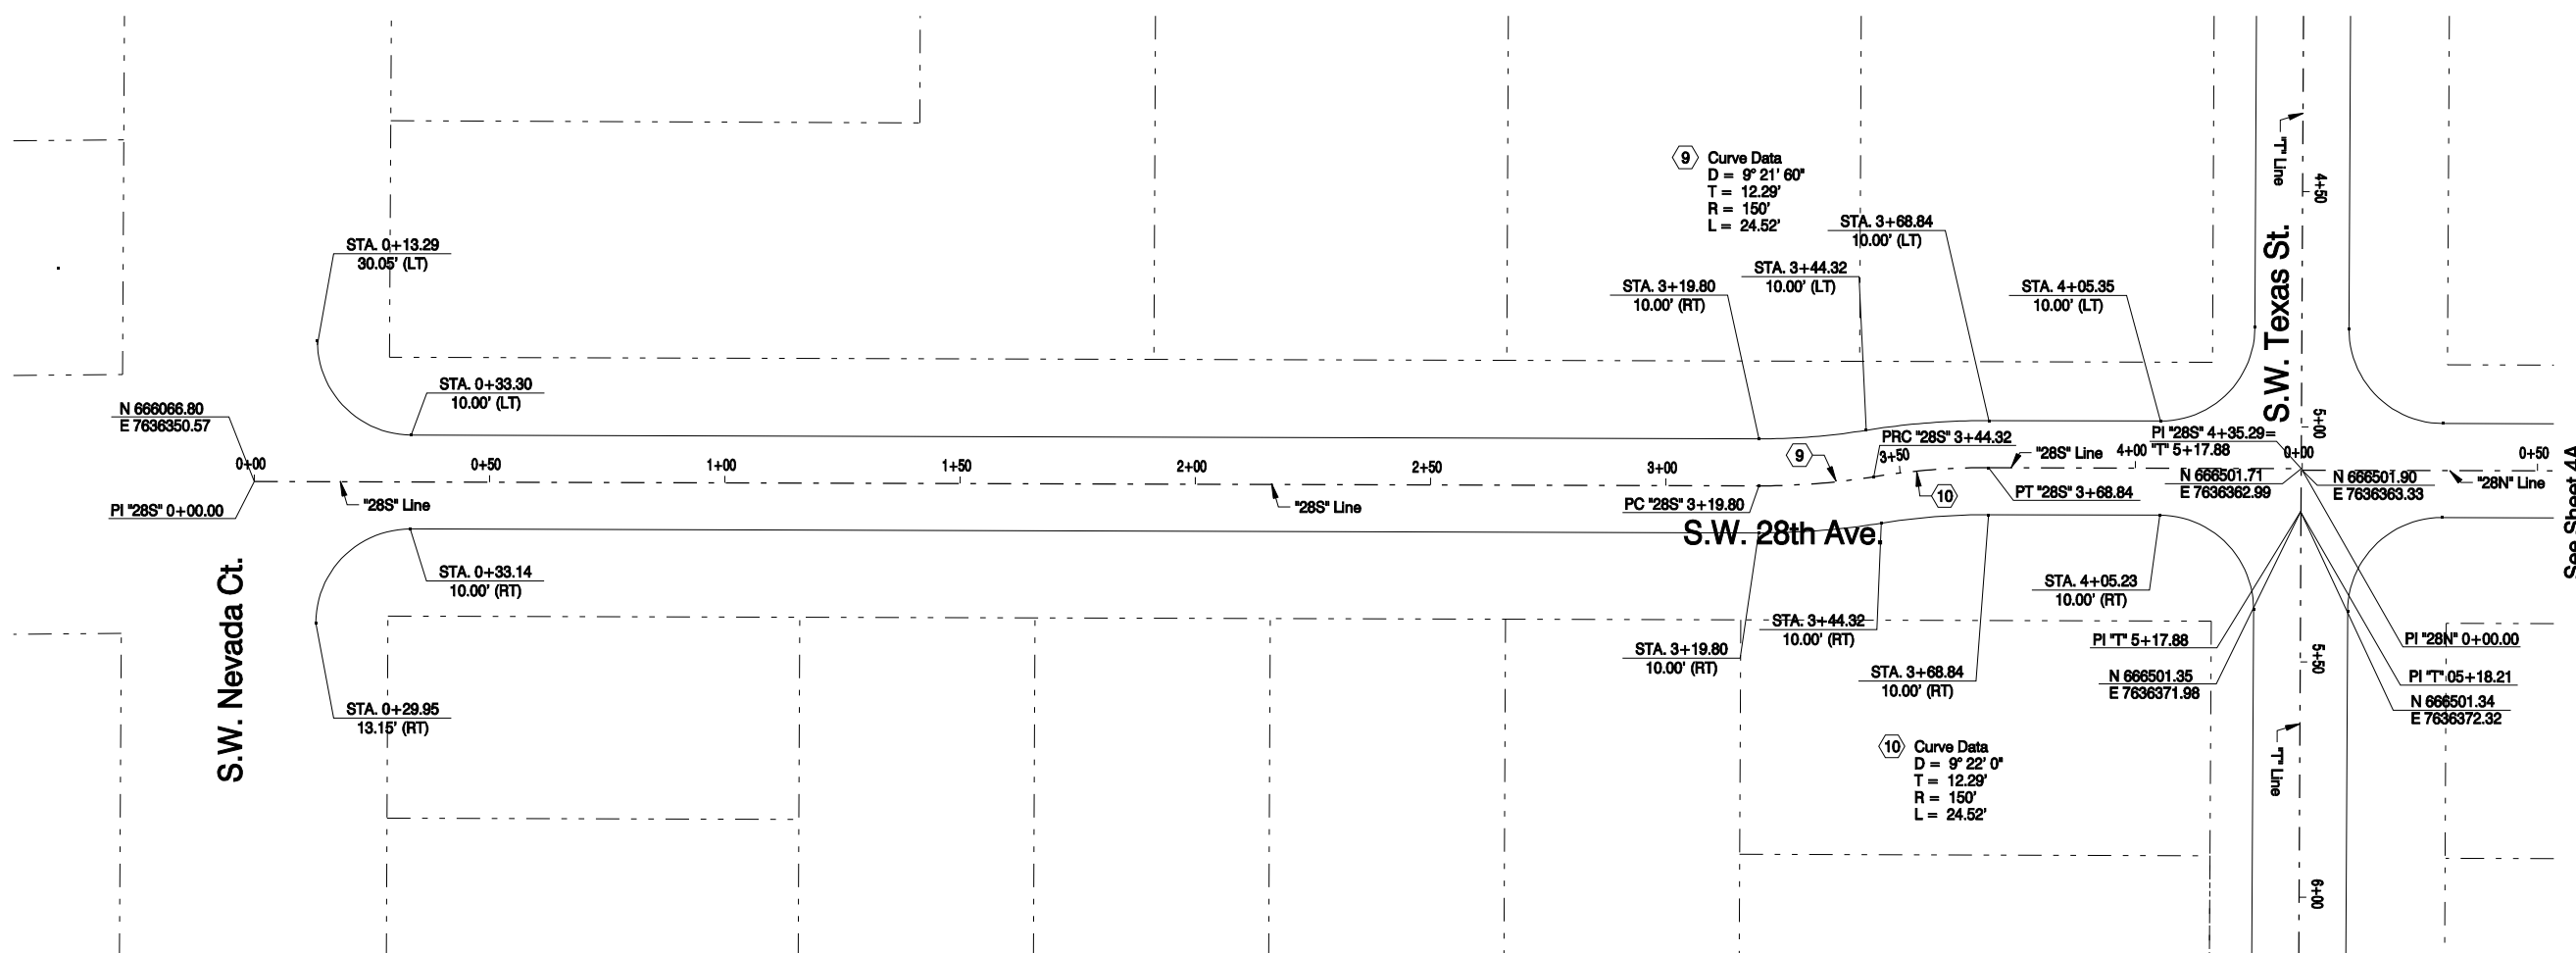 9 Curve Data
D = 9° 21' 60"
T = 12.29'
R = 150'
L = 24.52'
"T" Line
4+50
S.W. Texas St.
STA. 0+13.29
30.05' (LT)
STA. 3+68.84
10.00' (LT)
STA. 3+44.32
10.00' (LT)
STA. 3+19.80
10.00' (RT)
STA. 4+05.35
10.00' (LT)
STA. 0+33.30
10.00' (LT)
N 666066.80
E 7636350.57
0+00
0+50
1+00
1+50
2+00
2+50
3+00
9
PRC "28S" 3+44.32
3+50
"28S" Line
4+00
PI "28S" 4+35.29=
"T" 5+17.88
5+00
0+00
0+50
PI "28S" 0+00.00
"28S" Line
"28S" Line
PC "28S" 3+19.80
10
PT "28S" 3+68.84
N 666501.71
E 7636362.99
N 666501.90
E 7636363.33
"28N" Line
See Sheet 4A
S.W. 28th Ave.
S.W. Nevada Ct.
STA. 0+33.14
10.00' (RT)
STA. 4+05.23
10.00' (RT)
STA. 3+44.32
10.00' (RT)
STA. 3+19.80
10.00' (RT)
STA. 3+68.84
10.00' (RT)
PI "T" 5+17.88
N 666501.35
E 7636371.98
5+50
PI "28N" 0+00.00
PI "T" 05+18.21
N 666501.34
E 7636372.32
STA. 0+29.95
13.15' (RT)
10 Curve Data
D = 9° 22' 0"
T = 12.29'
R = 150'
L = 24.52'
"T" Line
6+00